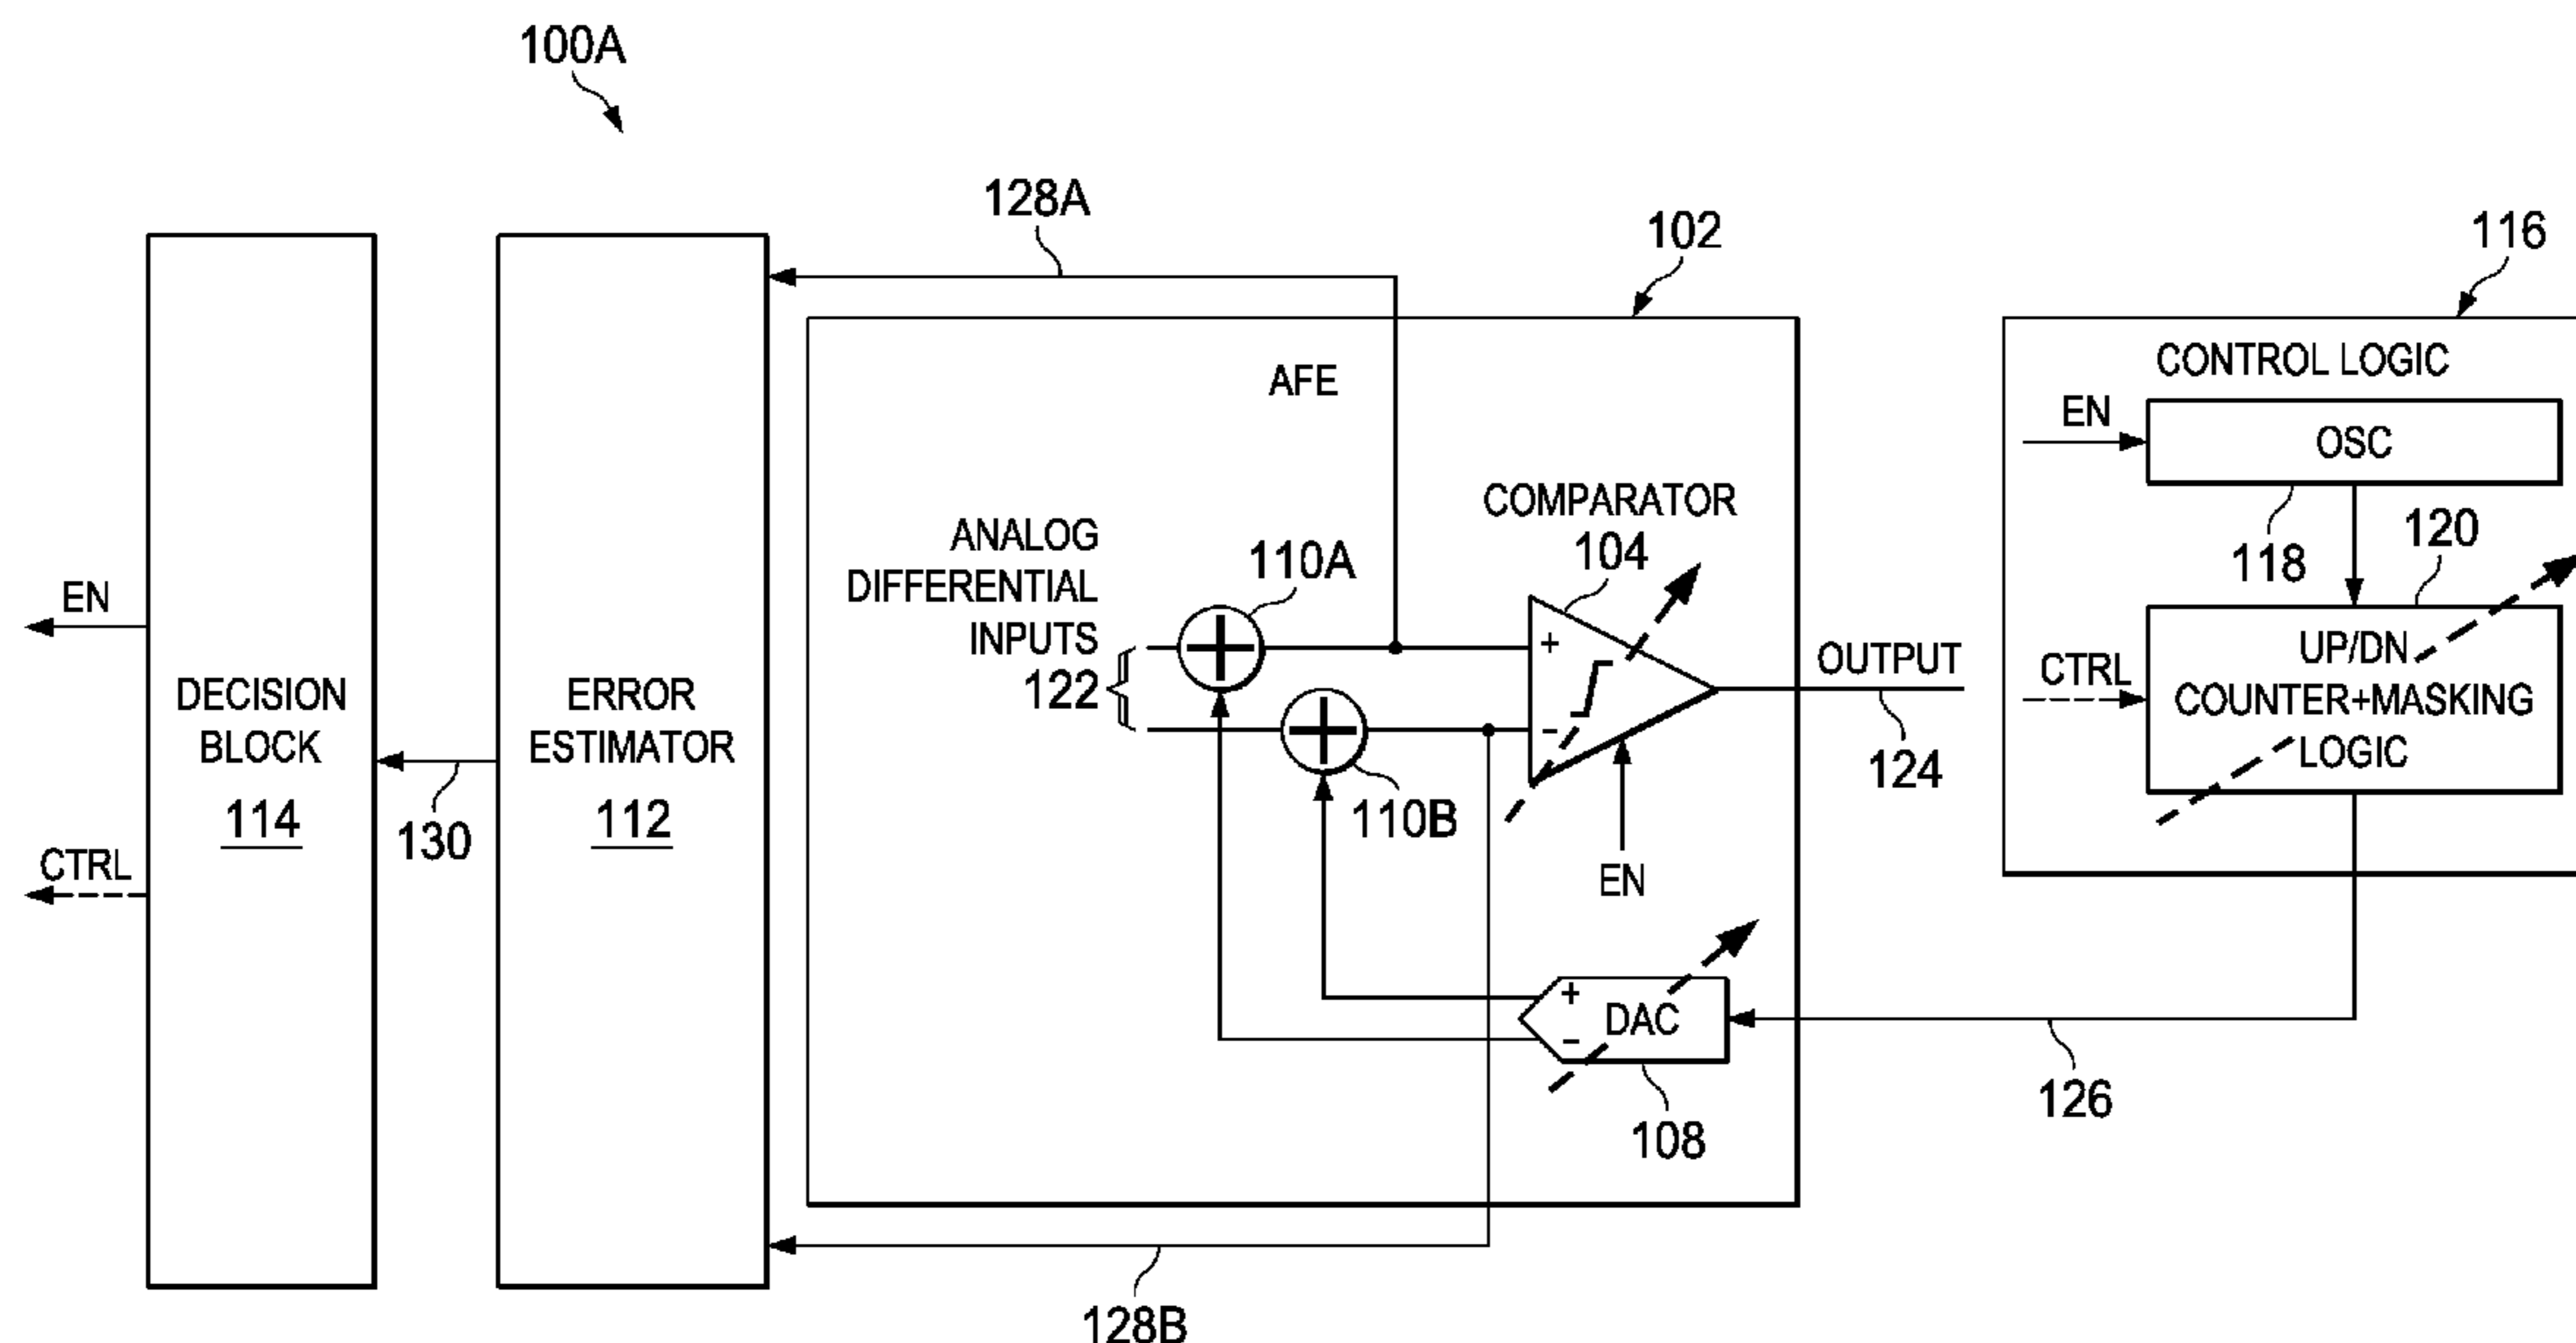 100A
128A
102
116
AFE
CONTROL LOGIC
EN
OSC
COMPARATOR
104
118
120
ANALOG
DIFFERENTIAL
INPUTS
122
110A
EN
DECISION
BLOCK
114
ERROR
ESTIMATOR
112
130
+
-
OUTPUT
124
CTRL
UP/DN
COUNTER+MASKING
LOGIC
110B
CTRL
EN
+
DAC
-
108
126
128B